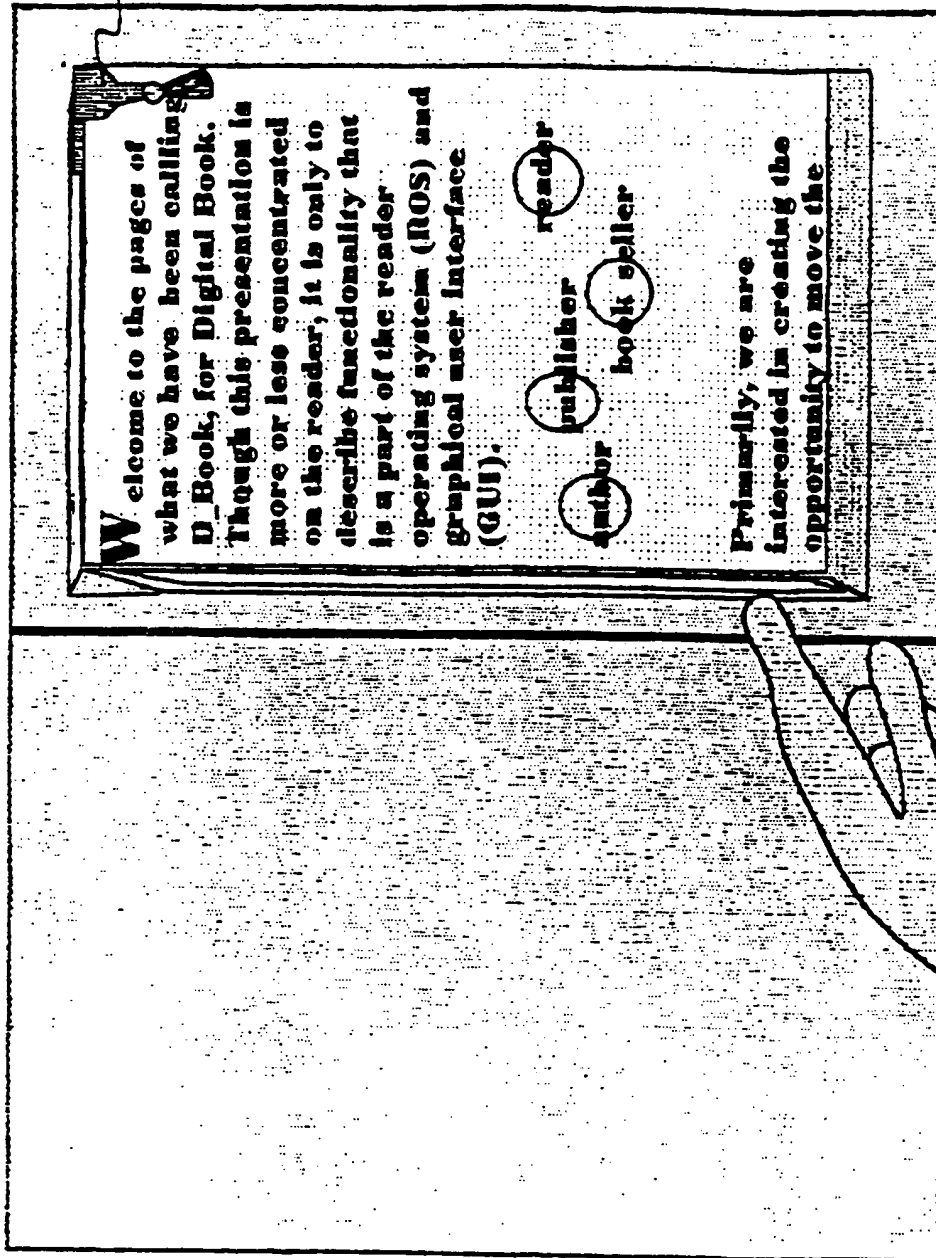 Welcome to the pages of
what we have been calling
D_Book, for Digital Book.
Though this presentation is
more or less concentrated
on the reader, it is only to
describe functionality that
is a part of the reader
operating system (ROS) and
graphical user interface
(GUI).
author
publisher
book seller
reader
Primarily, we are
interested in creating the
opportunity to move the